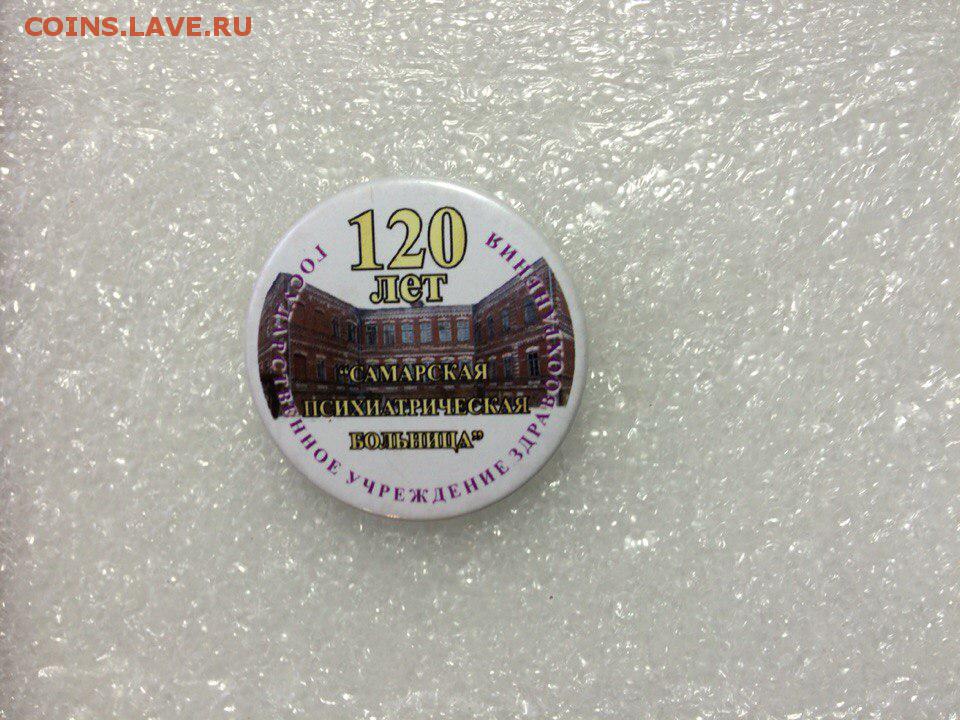 COINS.LAVE.RU
120
лет
"САМАРСКАЯ
ПСИХИАТРИЧЕСКАЯ
БОЛЬНИЦА"
ГОСУДАРСТВЕННОЕ УЧРЕЖДЕНИЕ ЗДРАВООХРАНЕНИЯ